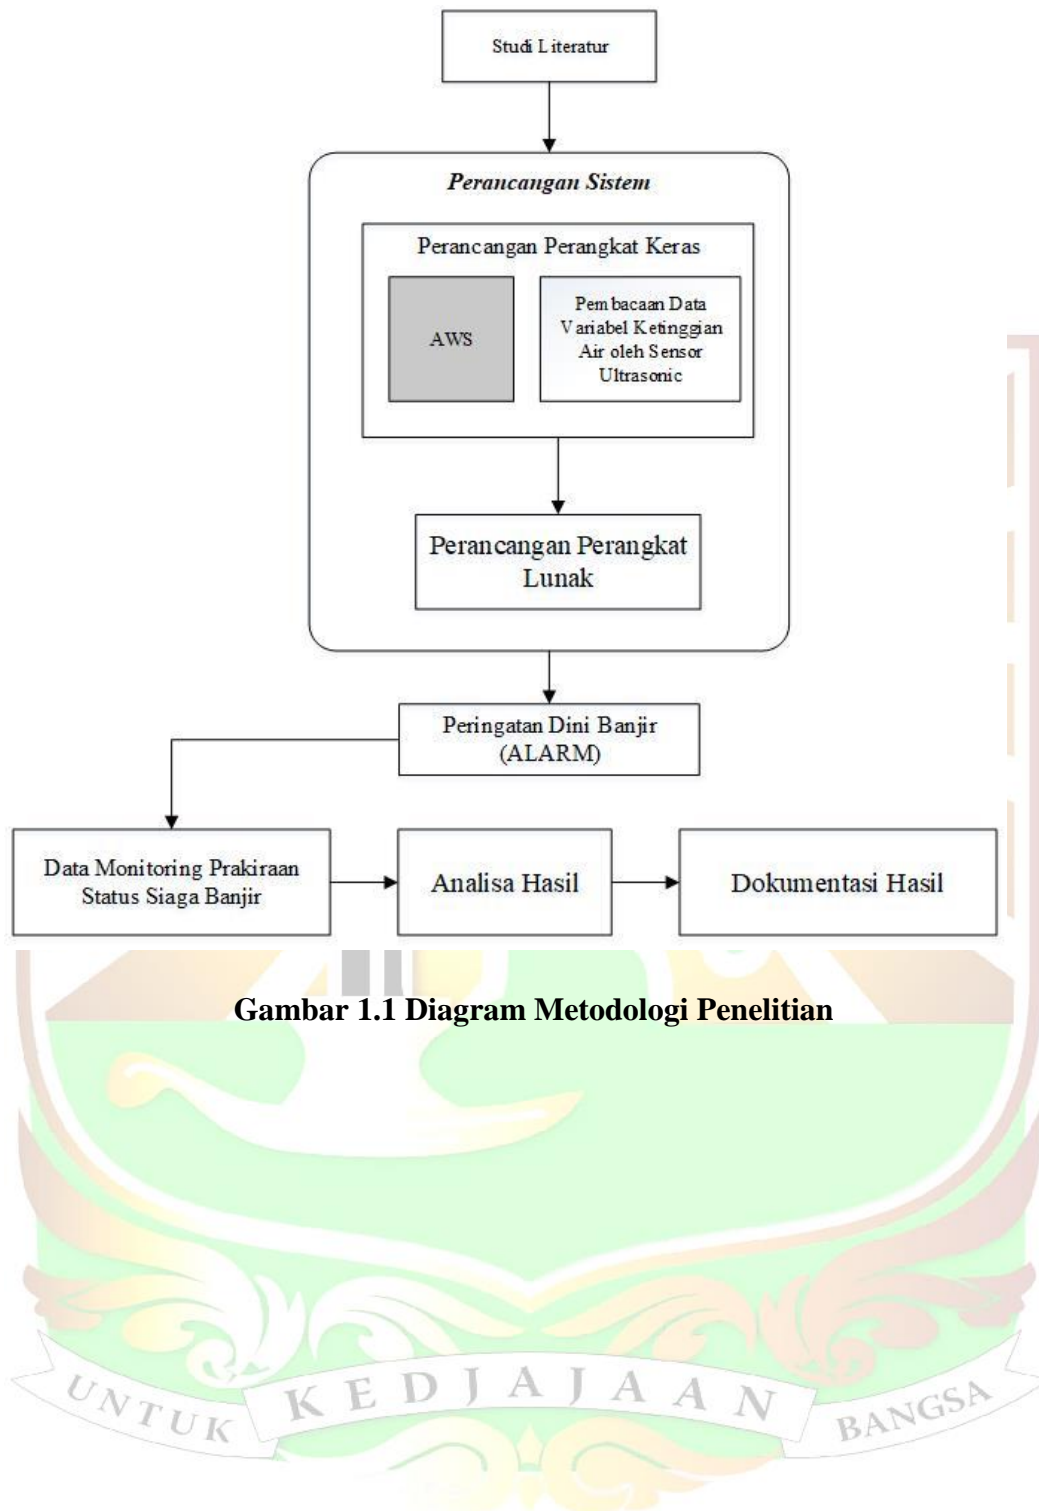 Studi Literatur
Perancangan Sistem
Perancangan Perangkat Keras
AWS
Pembacaan Data
Variabel Ketinggian
Air oleh Sensor
Ultrasonic
Perancangan Perangkat
Lunak
Peringatan Dini Banjir
(ALARM)
Data Monitoring Prakiraan
Status Siaga Banjir
Analisa Hasil
Dokumentasi Hasil
Gambar 1.1 Diagram Metodologi Penelitian
UNTUK KEDJAJAAN BANGSA